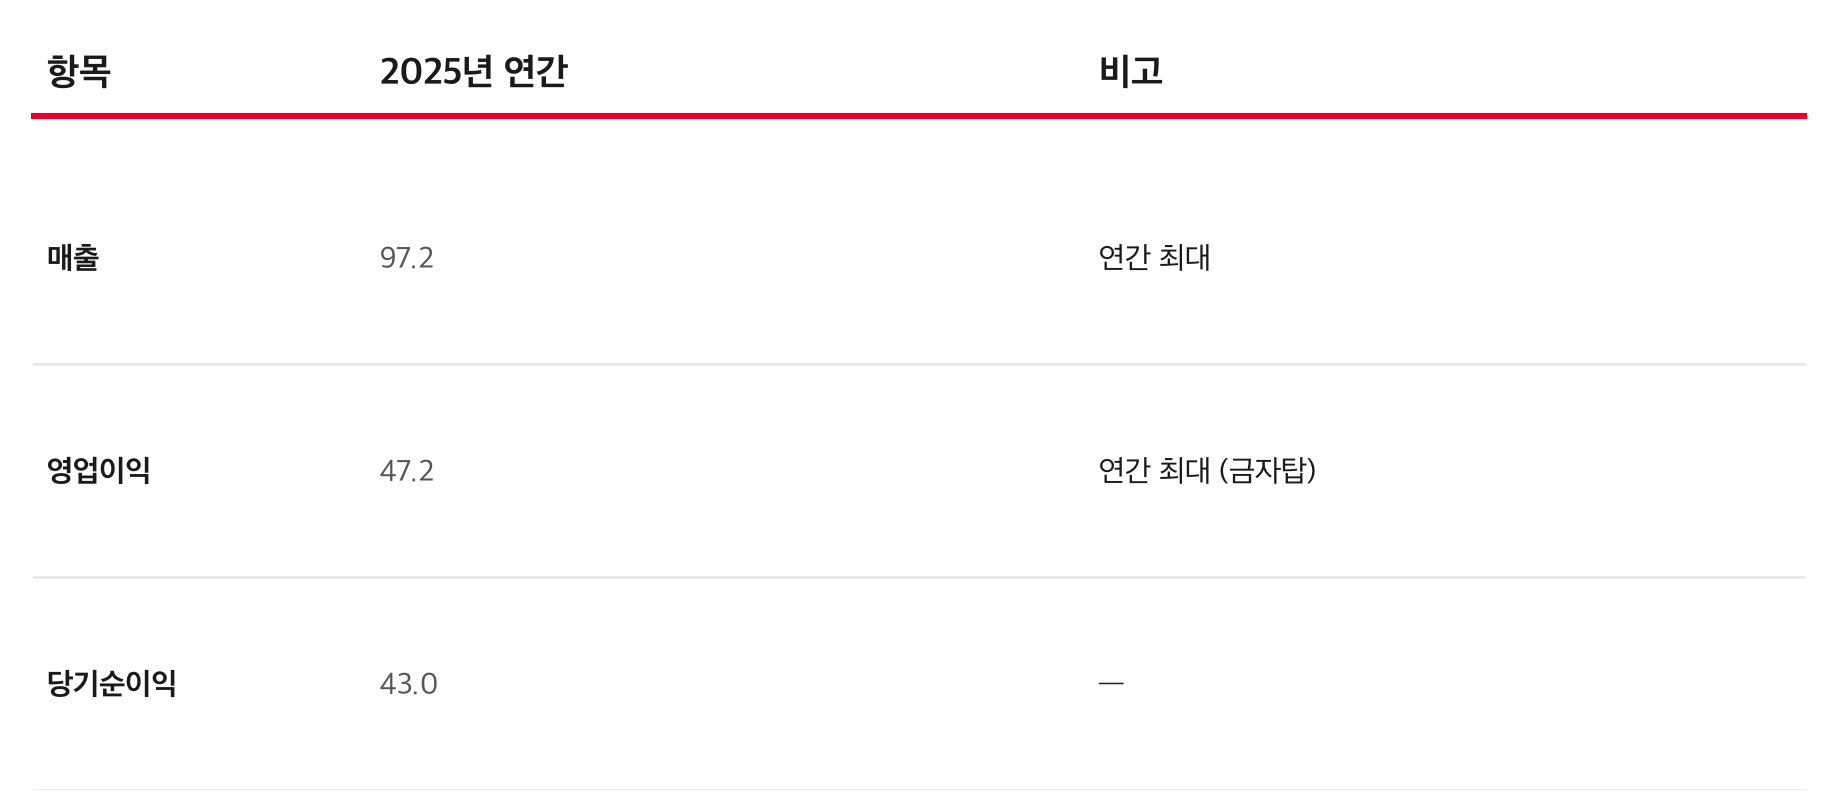 항목 2025년 연간 비고
매출 97.2 연간 최대
영업이익 47.2 연간 최대 (금자탑)
당기순이익 43.0 —